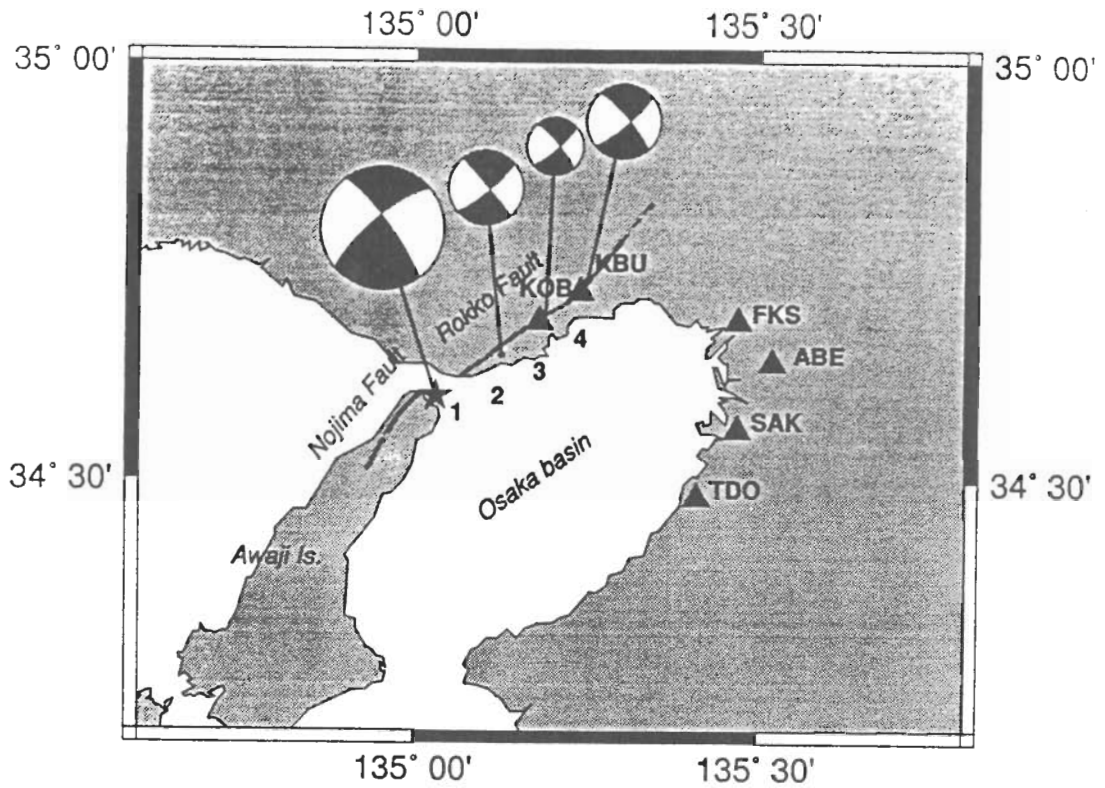 135° 00'
135° 30'
35° 00'
35° 00'
KBU
KOB
Rokko Fault
FKS
4
ABE
3
2
Nojima Fault
1
SAK
34° 30'
Osaka basin
TDO
34° 30'
Awaji Is.
135° 00'
135° 30'